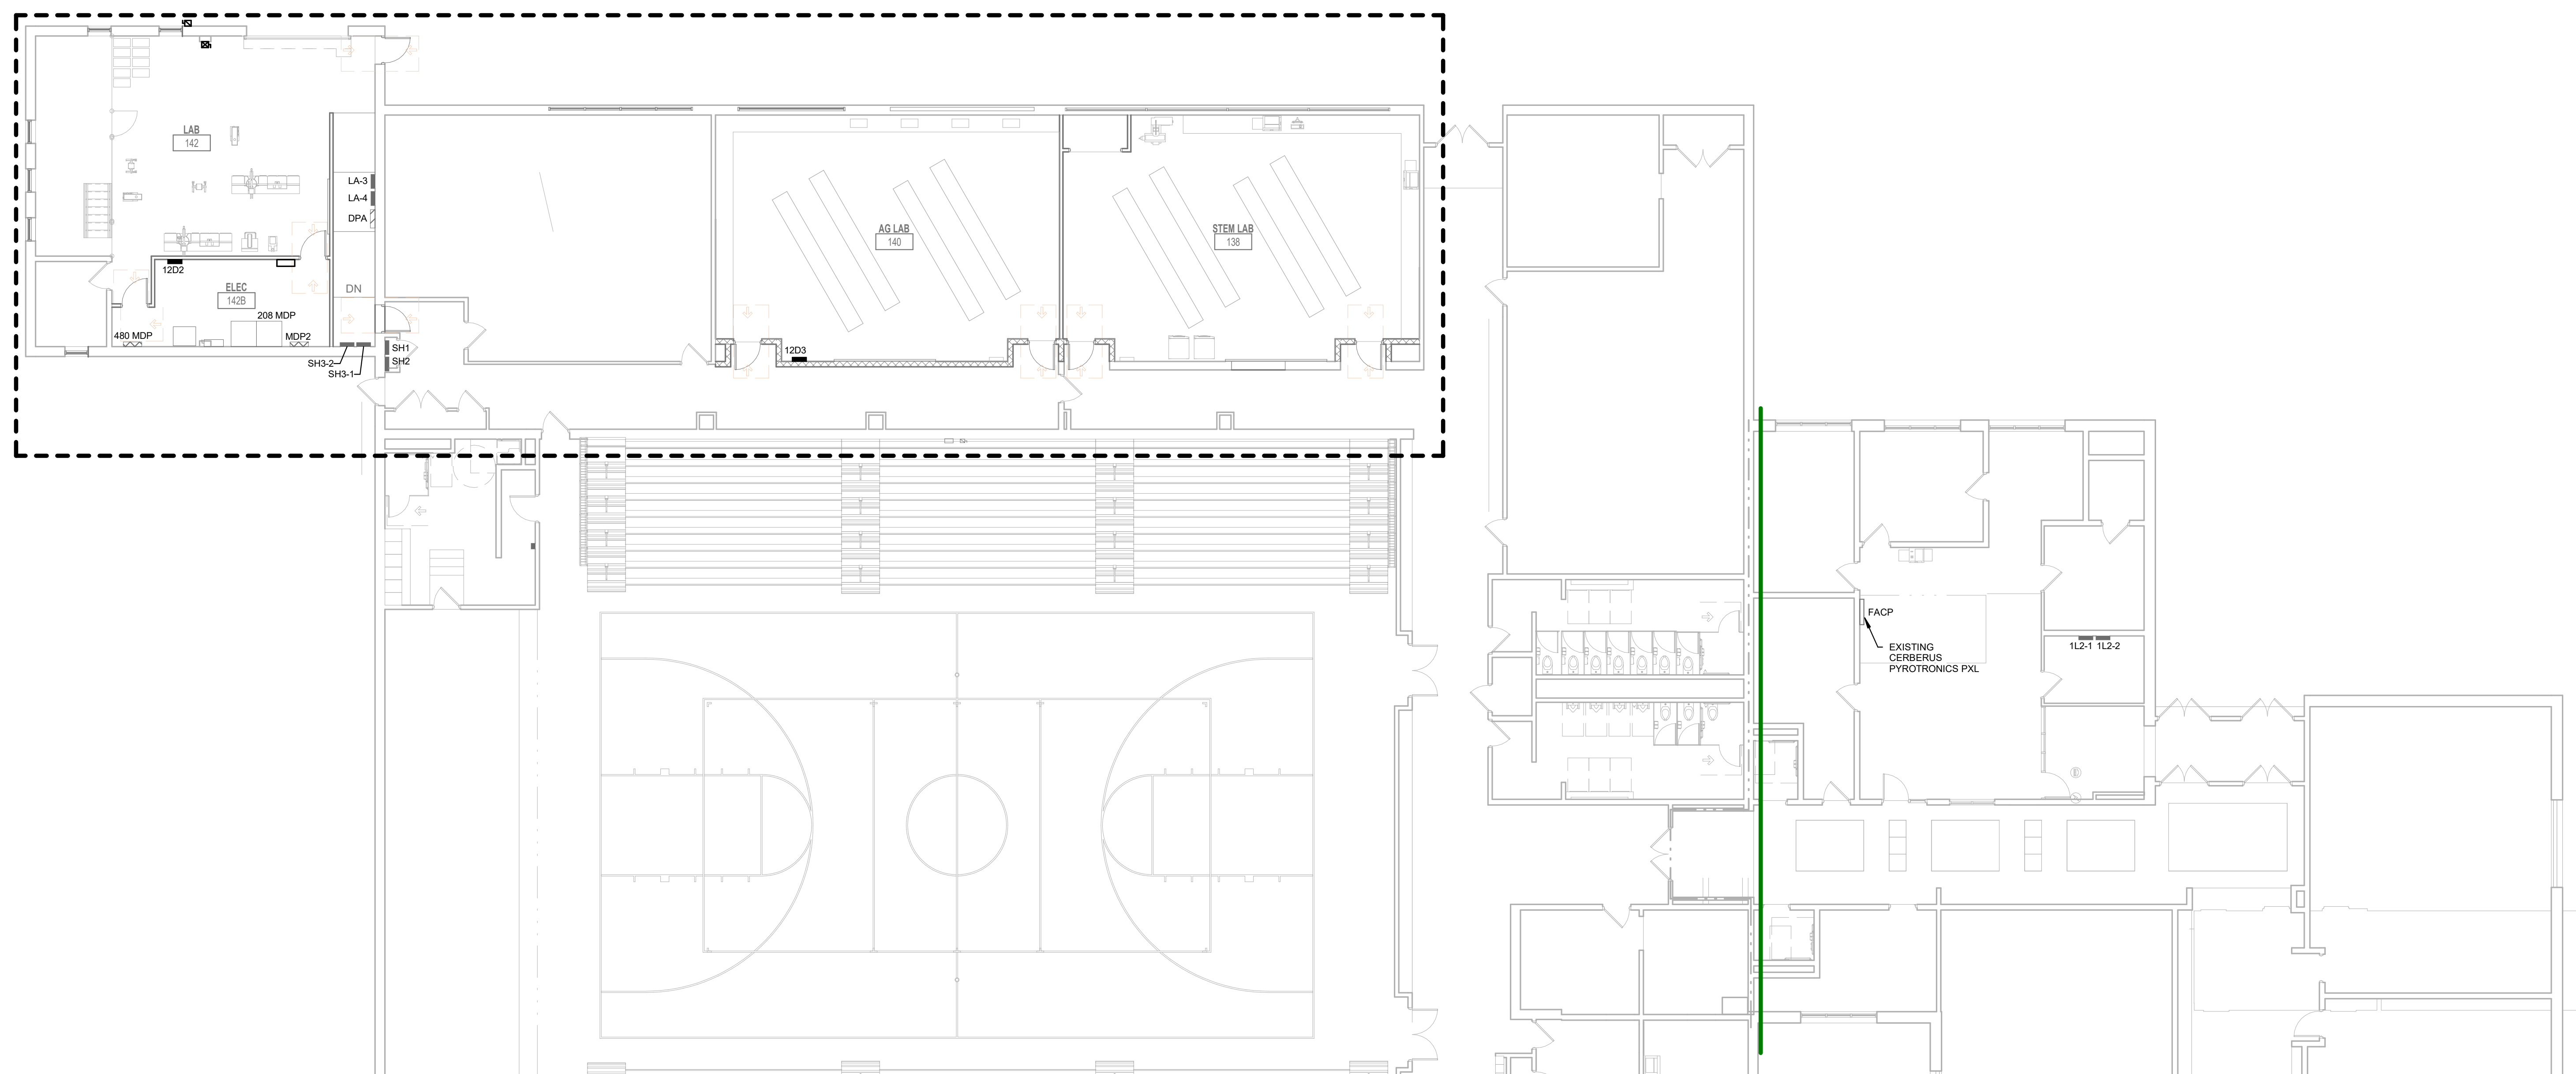 LAB
142
LA-3
LA-4
DPA
AG LAB
140
STEM LAB
138
12D2
ELEC
142B
DN
208 MDP
480 MDP
MDP2
SH1
SH2
SH3-2
SH3-1
12D3
FACP
EXISTING
CERBERUS
PYROTRONICS PXL
1L2-1 1L2-2